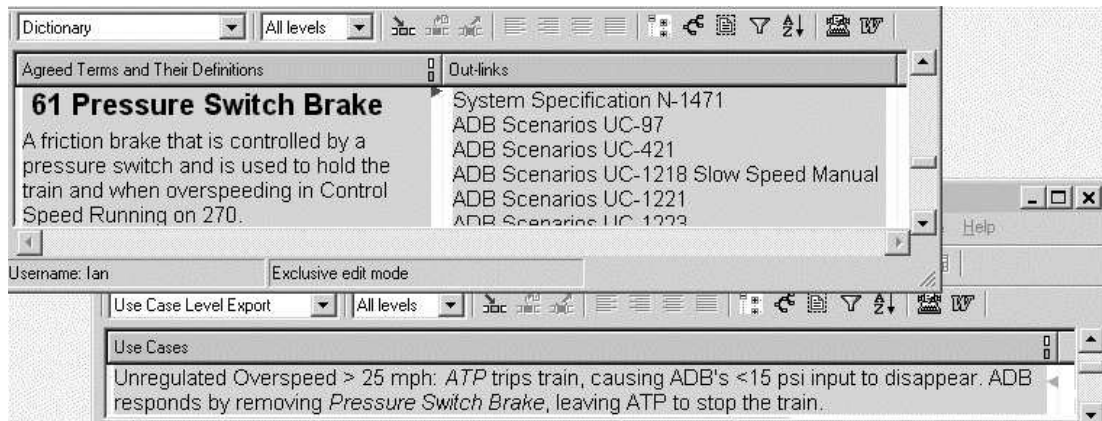 Dictionary All levels
Agreed Terms and Their Definitions Out-links
61 Pressure Switch Brake
A friction brake that is controlled by a
pressure switch and is used to hold the
train and when overspeeding in Control
Speed Running on 270.
System Specification N-1471
ADB Scenarios UC-97
ADB Scenarios UC-421
ADB Scenarios UC-1218 Slow Speed Manual
ADB Scenarios UC-1221
ADB Scenarios UC-1223
Help
Username: Ian Exclusive edit mode
Use Case Level Export All levels
Use Cases
Unregulated Overspeed > 25 mph: ATP trips train, causing ADB's <15 psi input to disappear. ADB
responds by removing Pressure Switch Brake, leaving ATP to stop the train.